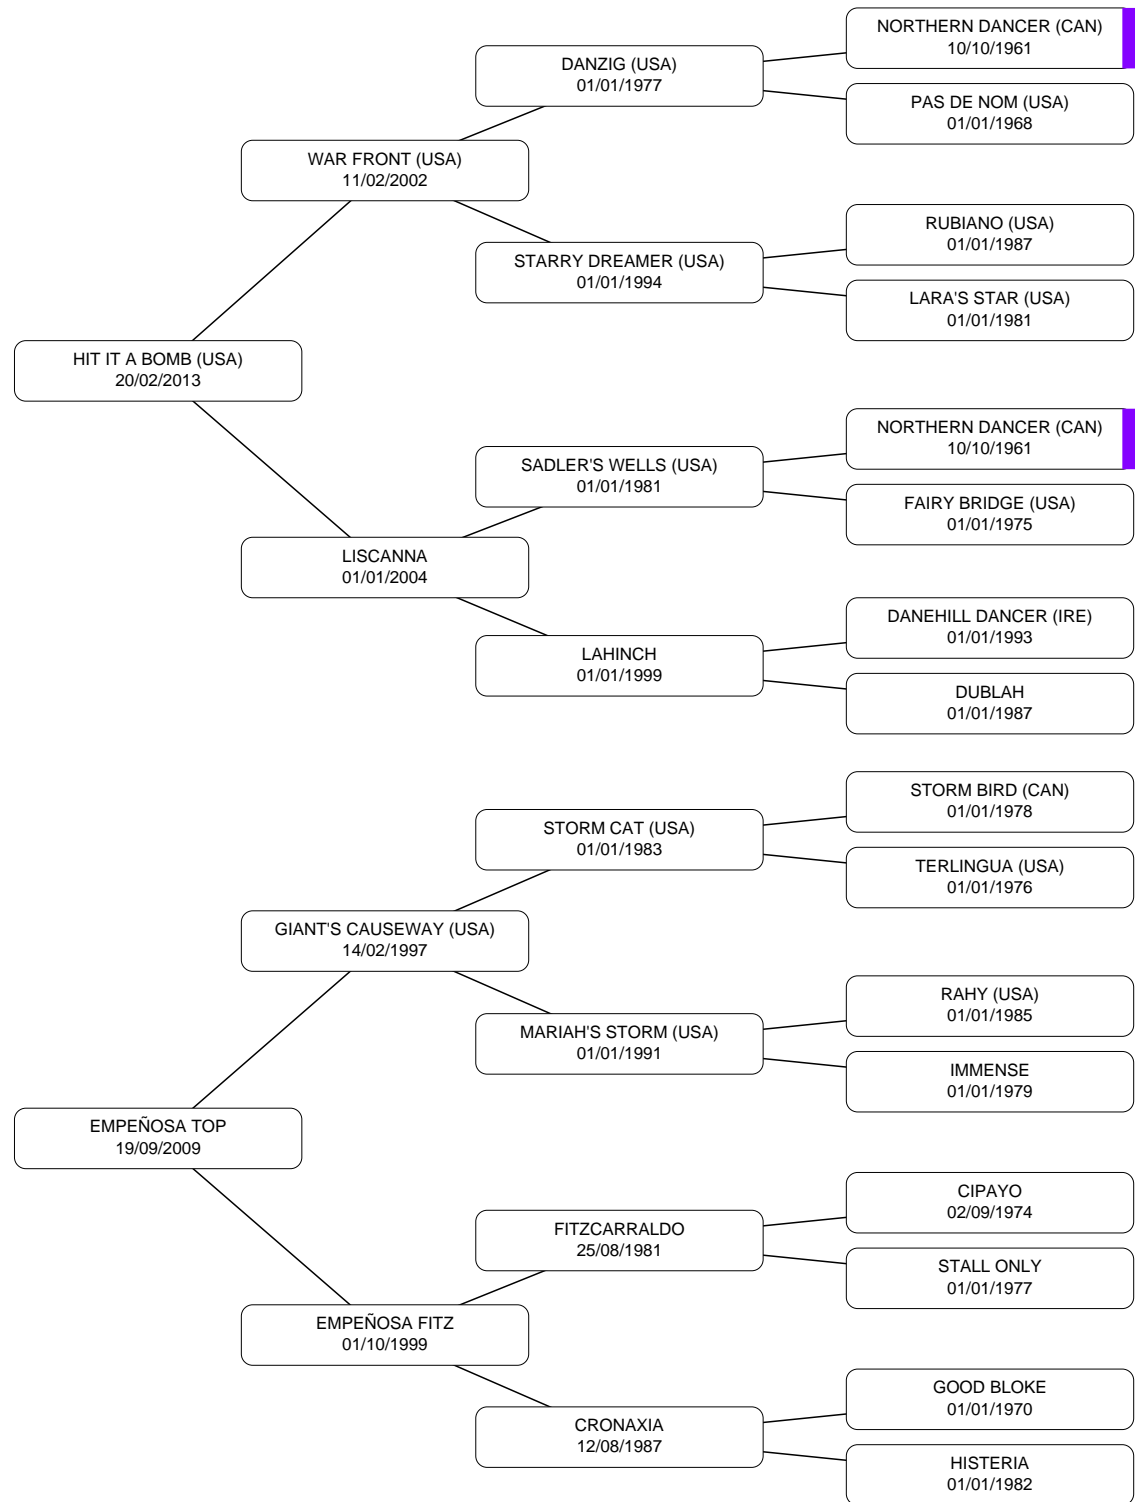 NORTHERN DANCER (CAN)
10/10/1961
DANZIG (USA)
01/01/1977
PAS DE NOM (USA)
01/01/1968
WAR FRONT (USA)
11/02/2002
RUBIANO (USA)
01/01/1987
STARRY DREAMER (USA)
01/01/1994
LARA'S STAR (USA)
01/01/1981
HIT IT A BOMB (USA)
20/02/2013
NORTHERN DANCER (CAN)
10/10/1961
SADLER'S WELLS (USA)
01/01/1981
FAIRY BRIDGE (USA)
01/01/1975
LISCANNA
01/01/2004
DANEHILL DANCER (IRE)
01/01/1993
LAHINCH
01/01/1999
DUBLAH
01/01/1987
STORM BIRD (CAN)
01/01/1978
STORM CAT (USA)
01/01/1983
TERLINGUA (USA)
01/01/1976
GIANT'S CAUSEWAY (USA)
14/02/1997
RAHY (USA)
01/01/1985
MARIAH'S STORM (USA)
01/01/1991
IMMENSE
01/01/1979
EMPEÑOSA TOP
19/09/2009
CIPAYO
02/09/1974
FITZCARRALDO
25/08/1981
STALL ONLY
01/01/1977
EMPEÑOSA FITZ
01/10/1999
GOOD BLOKE
01/01/1970
CRONAXIA
12/08/1987
HISTERIA
01/01/1982